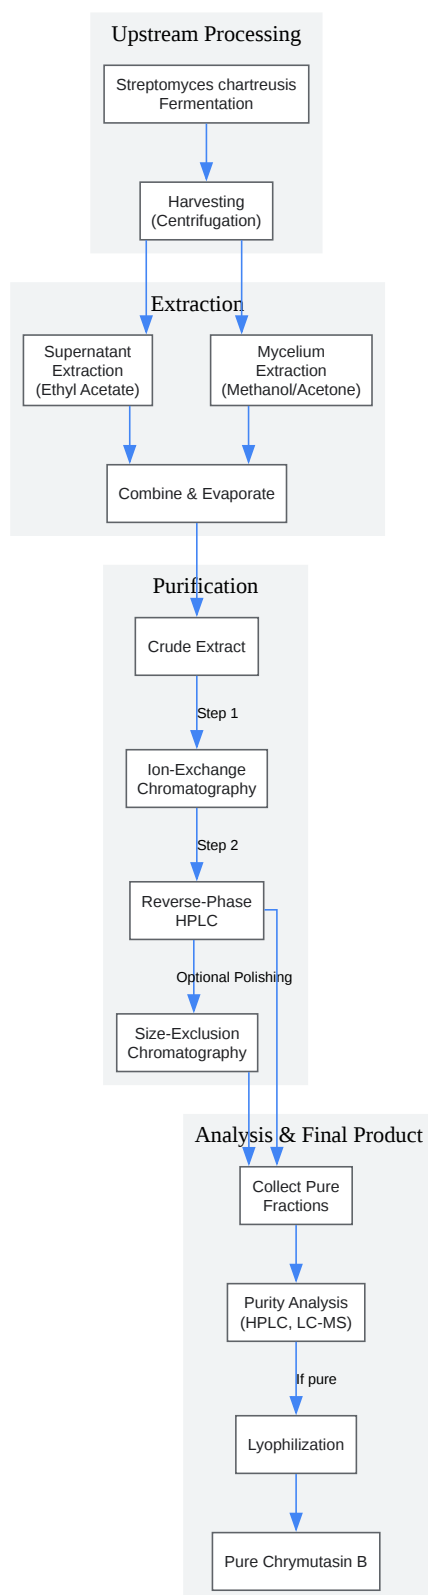 Upstream Processing
Streptomyces chartreusis
Fermentation
Harvesting
(Centrifugation)
Extraction
Supernatant
Extraction
(Ethyl Acetate)
Mycelium
Extraction
(Methanol/Acetone)
Combine & Evaporate
Purification
Crude Extract
Step 1
Ion-Exchange
Chromatography
Step 2
Reverse-Phase
HPLC
Optional Polishing
Size-Exclusion
Chromatography
Analysis & Final Product
Collect Pure
Fractions
Purity Analysis
(HPLC, LC-MS)
If pure
Lyophilization
Pure Chrymutasin B